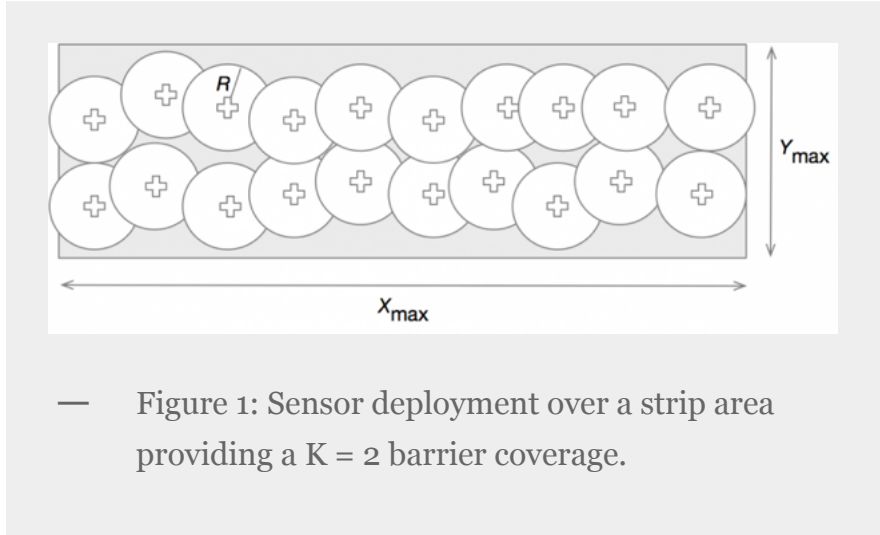 R
Ymax
Xmax
— Figure 1: Sensor deployment over a strip area
providing a K = 2 barrier coverage.